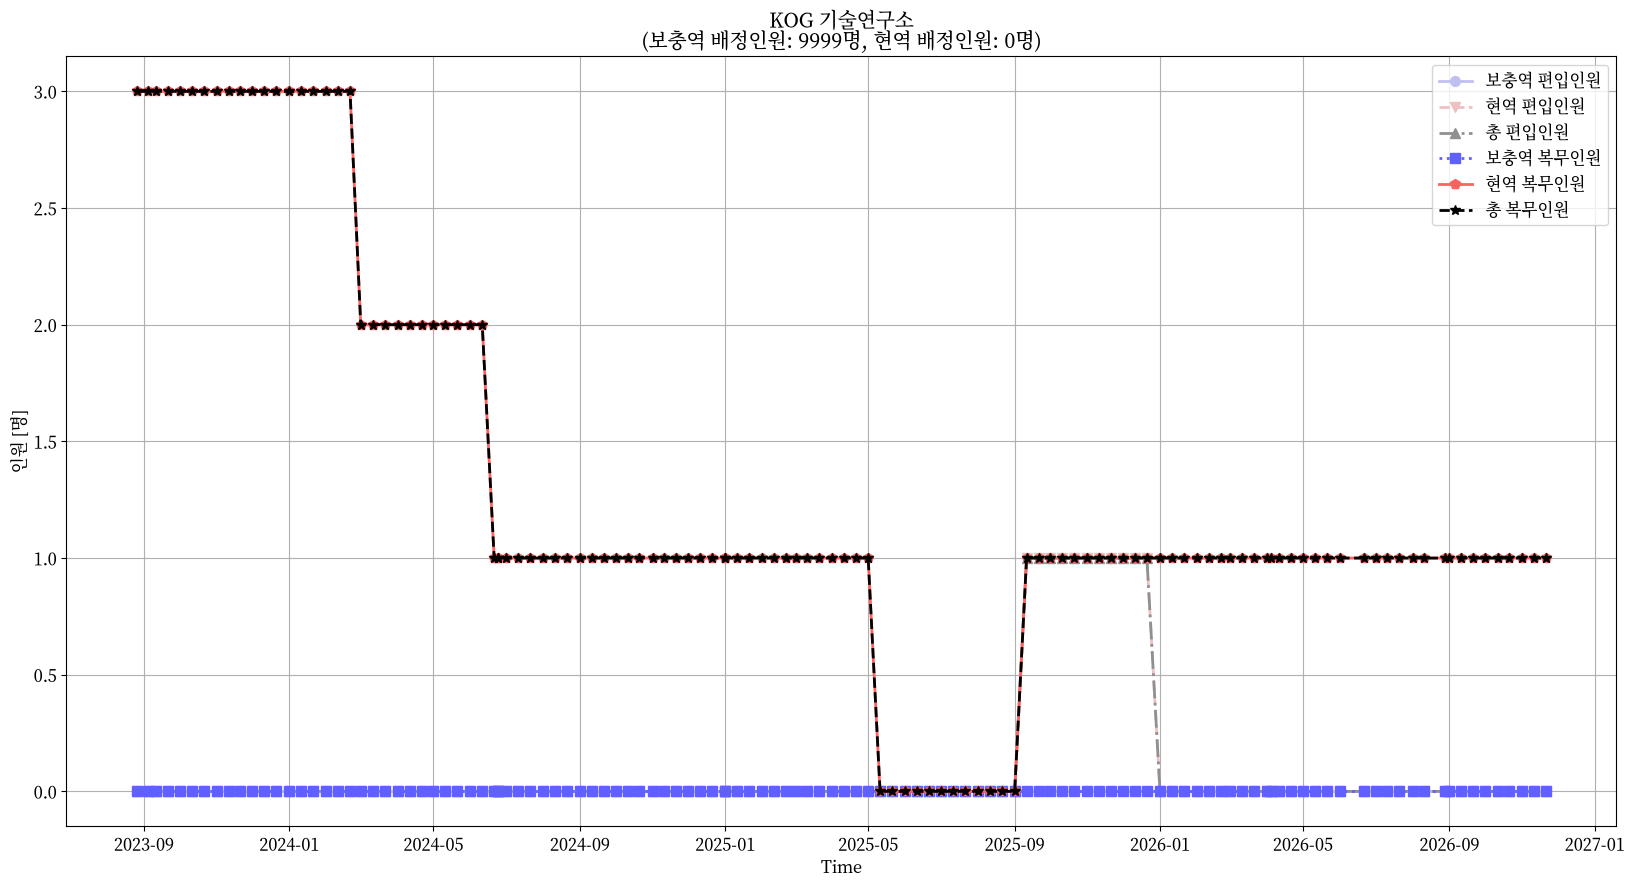 KOG 기술연구소
(보충역 배정인원: 9999명, 현역 배정인원: 0명)
보충역 편입인원
현역 편입인원
총 편입인원
보충역 복무인원
현역 복무인원
총 복무인원
인원 [명]
3.0
2.5
2.0
1.5
1.0
0.5
0.0
2023-09
2024-01
2024-05
2024-09
2025-01
2025-05
2025-09
2026-01
2026-05
2026-09
2027-01
Time